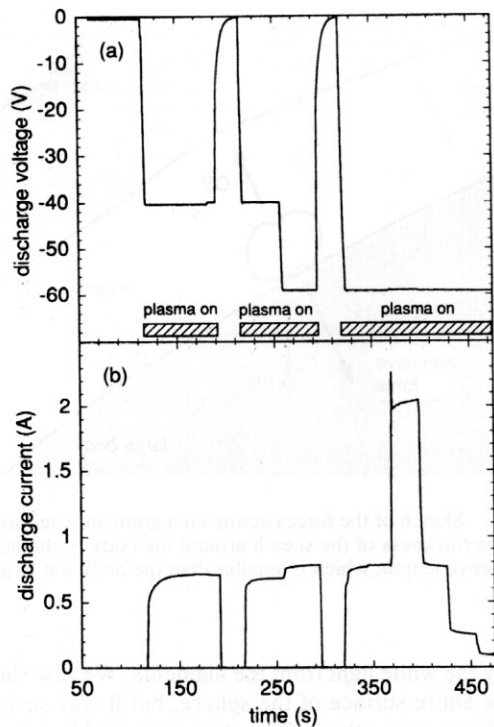 (a)
discharge voltage (V)
0
-10
-20
-30
-40
-50
-60
plasma on
plasma on
plasma on
(b)
discharge current (A)
2
1.5
1
0.5
0
50
150
250
350
450
time (s)